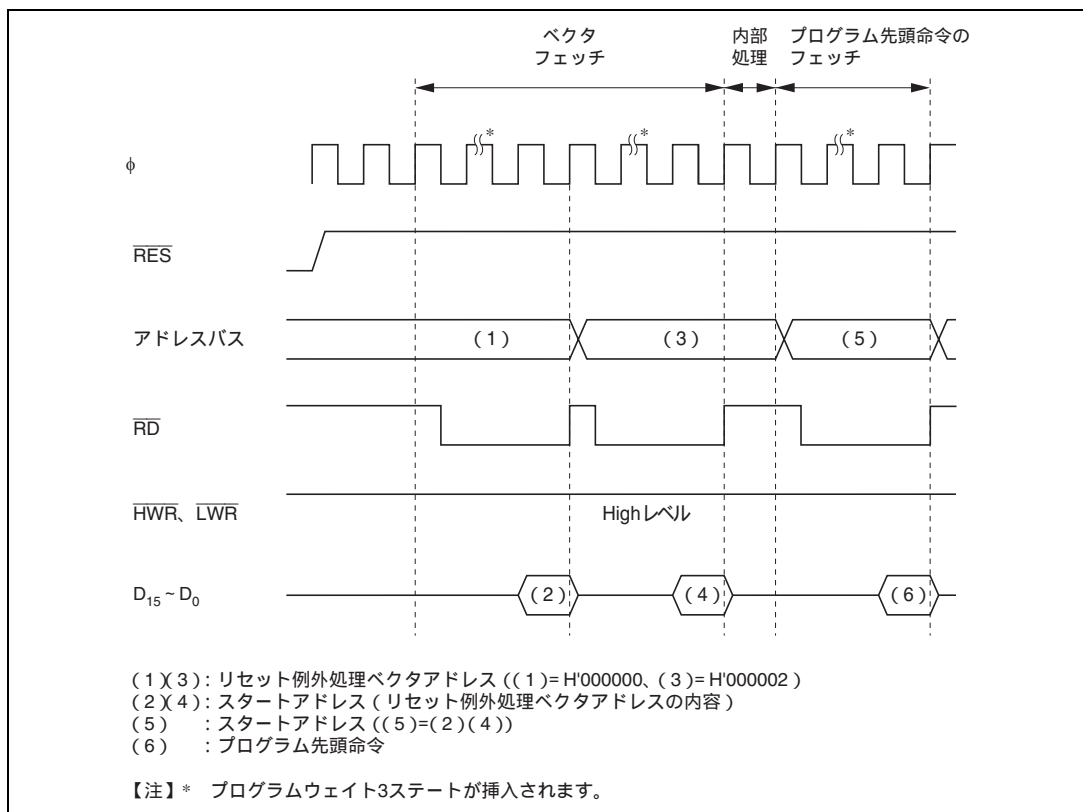 ベクタ
フェッチ
内部
処理
プログラム先頭命令の
フェッチ
* * *
φ
RES
アドレスバス
(1) (3) (5)
RD
HWR、LWR
Highレベル
D15~D0
(2) (4) (6)
(1)(3): リセット例外処理ベクタアドレス((1)= H'000000、(3)= H'000002)
(2)(4): スタートアドレス(リセット例外処理ベクタアドレスの内容)
(5) : スタートアドレス((5)=(2)(4))
(6) : プログラム先頭命令
【注】* プログラムウェイト3ステートが挿入されます。